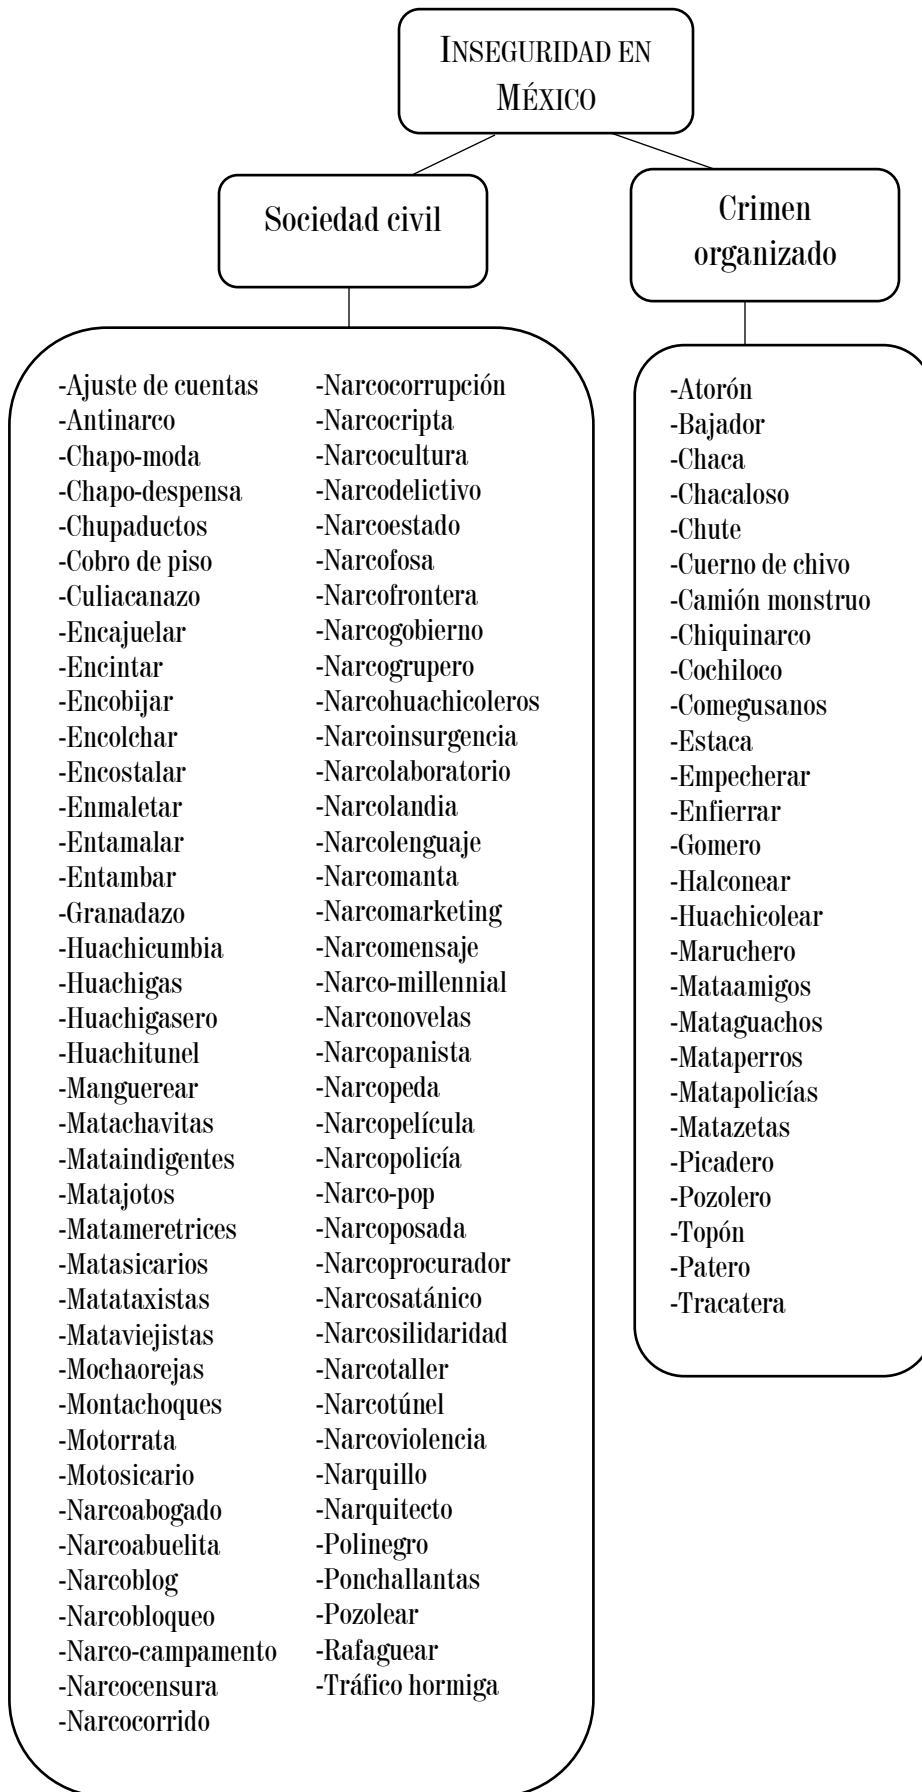 INSEGURIDAD EN
MÉXICO
Sociedad civil
Crimen
organizado
-Ajuste de cuentas
-Antinarco
-Chapo-moda
-Chapo-despensa
-Chupaductos
-Cobro de piso
-Culiacanazo
-Encajuelar
-Encintar
-Encobijar
-Encolchar
-Encostalar
-Enmaletar
-Entamalar
-Entambar
-Granadazo
-Huachicumbia
-Huachigas
-Huachigasero
-Huachitunel
-Manguerear
-Matachavitas
-Mataindigentes
-Matajotos
-Matameretrices
-Matasicarios
-Matataxistas
-Mataviejistas
-Mochaorejas
-Montachoques
-Motorrata
-Motosicario
-Narcoabogado
-Narcoabuelita
-Narcoblog
-Narcobloqueo
-Narco-campamento
-Narcocensura
-Narcocorrido
-Narcocorrupción
-Narcocripta
-Narcocultura
-Narcodelictivo
-Narcoestado
-Narcofosa
-Narcofrontera
-Narcogobierno
-Narcogrupero
-Narcohuachicoleros
-Narcoinsurgencia
-Narcolaboratorio
-Narcolandia
-Narcolenguaje
-Narcomanta
-Narcomarketing
-Narcomensaje
-Narco-millennial
-Narconovelas
-Narcopanista
-Narcopeda
-Narcopelícula
-Narcopolicía
-Narco-pop
-Narcoposada
-Narcoprocurador
-Narcosatánico
-Narcosilidaridad
-Narcotaller
-Narcotúnel
-Narcoviolencia
-Narquillo
-Narquitecto
-Polinegro
-Ponchallantas
-Pozolear
-Rafaguear
-Tráfico hormiga
-Atorón
-Bajador
-Chaca
-Chacaloso
-Chute
-Cuerno de chivo
-Camión monstruo
-Chiquinarco
-Cochiloco
-Comegusanos
-Estaca
-Empecherar
-Enfierrar
-Gomero
-Halconear
-Huachicolear
-Maruchero
-Mataamigos
-Mataguachos
-Mataperros
-Matapolicías
-Matazetas
-Picadero
-Pozolero
-Topón
-Patero
-Tracatera